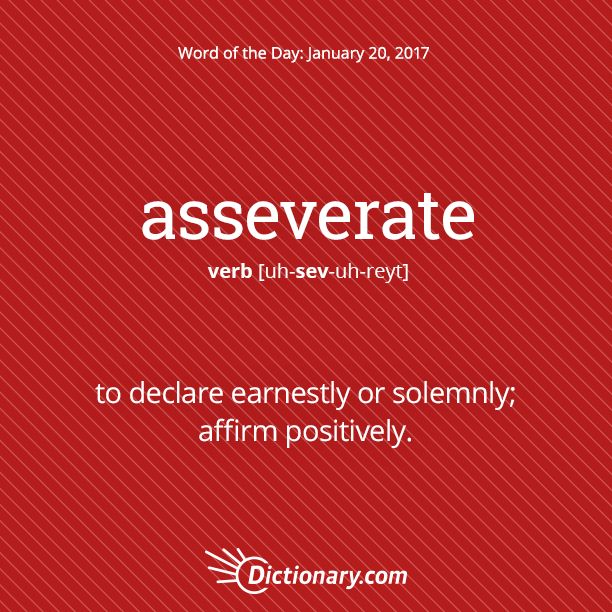 Word of the Day: January 20, 2017
asseverate
verb [uh-sev-uh-reyt]
to declare earnestly or solemnly;
affirm positively.
Dictionary.com